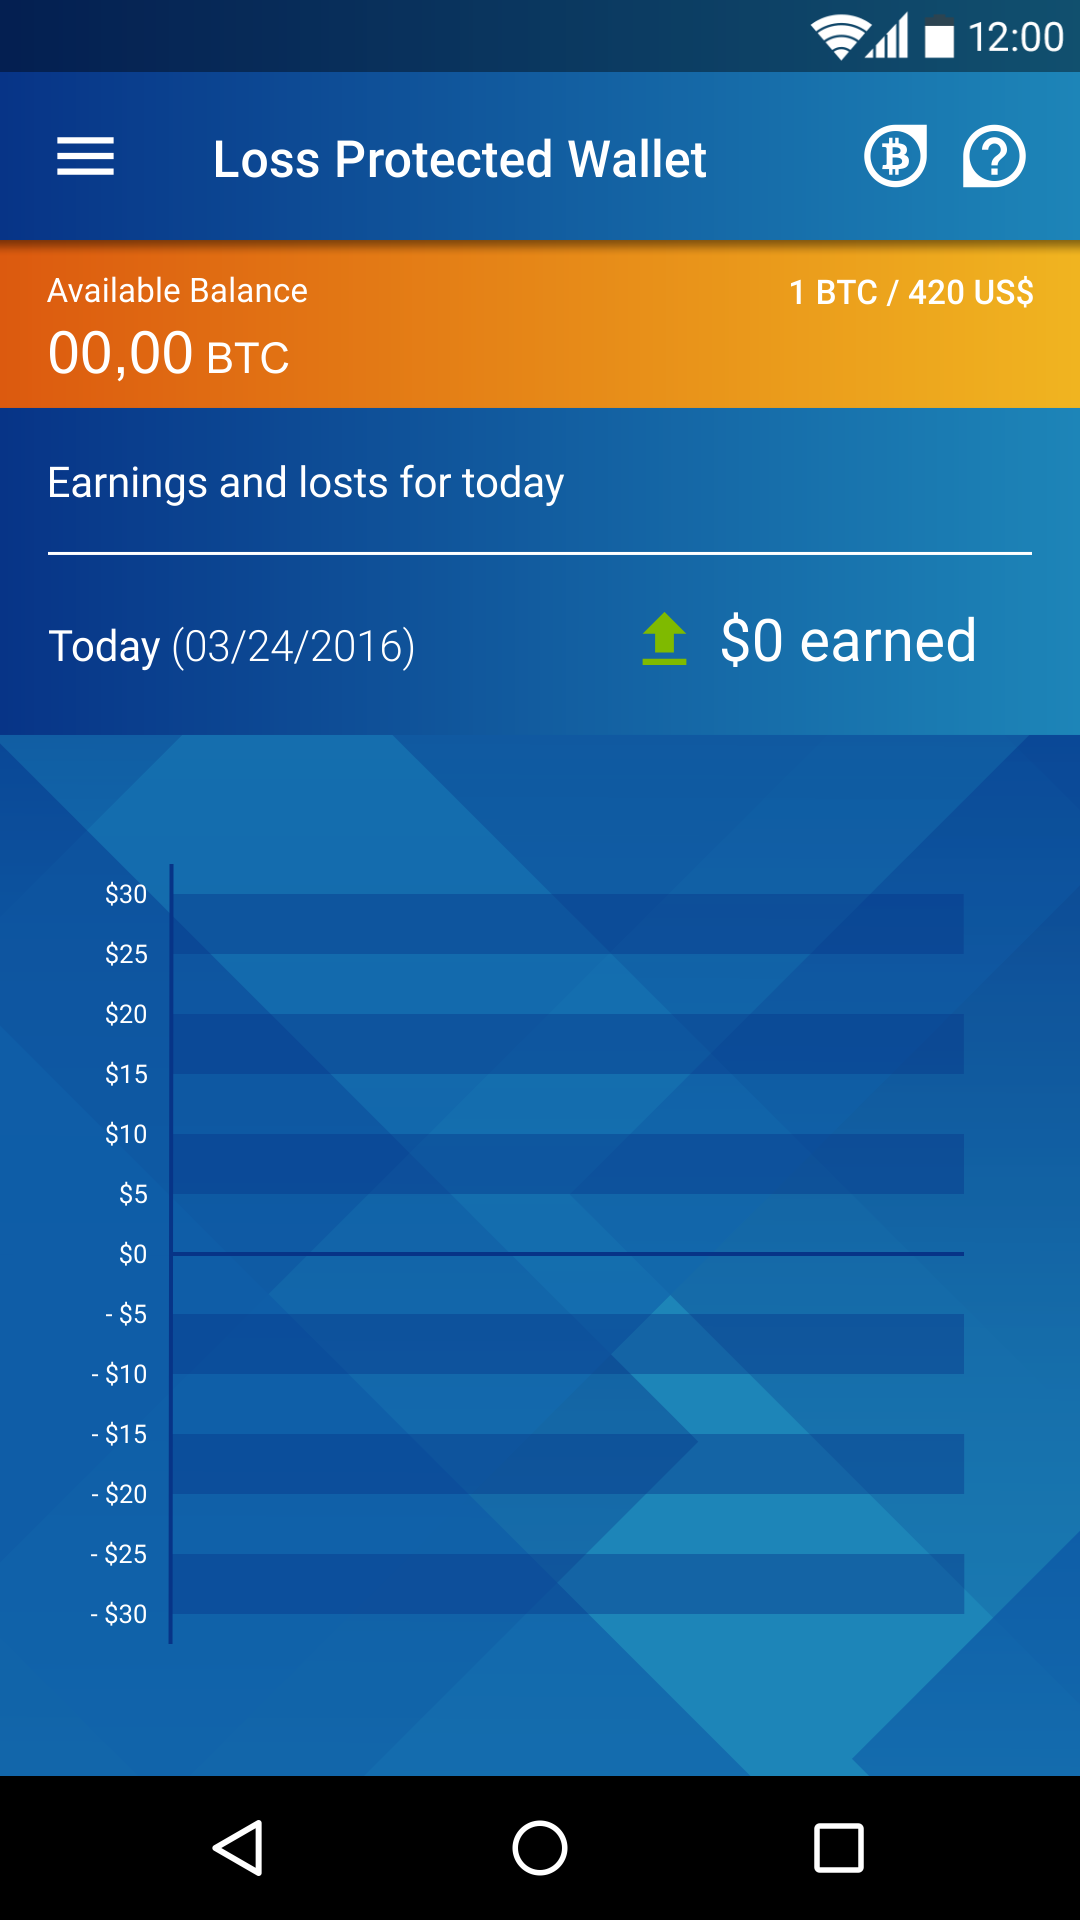 12:00
Loss Protected Wallet
Available Balance
1 BTC / 420 US$
00,00 BTC
Earnings and losts for today
Today (03/24/2016)
$0 earned
$30
$25
$20
$15
$10
$5
$0
- $5
- $10
- $15
- $20
- $25
- $30